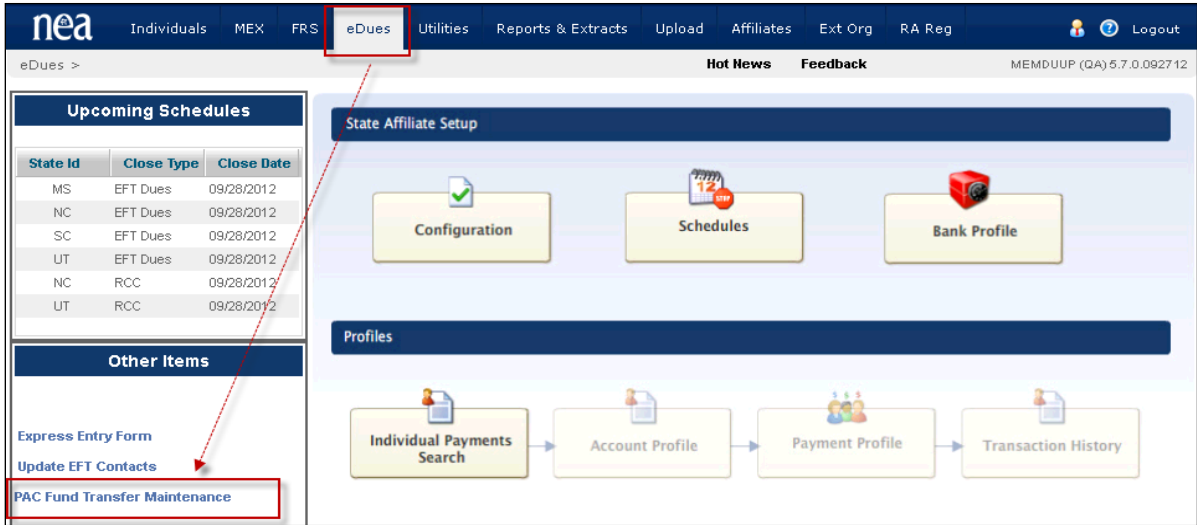 nea Individuals MEX FRS eDues Utilities Reports & Extracts Upload Affiliates Ext Org RA Reg ? Logout
eDues > Hot News Feedback MEMDUUP (QA) 5.7.0.092712
Upcoming Schedules
State Id Close Type Close Date
MS EFT Dues 09/28/2012
NC EFT Dues 09/28/2012
SC EFT Dues 09/28/2012
UT EFT Dues 09/28/2012
NC RCC 09/28/2012
UT RCC 09/28/2012
Other Items
Express Entry Form
Update EFT Contacts
PAC Fund Transfer Maintenance
State Affiliate Setup
Configuration
12
STOP
Schedules
Bank Profile
Profiles
Individual Payments
Search
Account Profile
$ $ $
Payment Profile
Transaction History